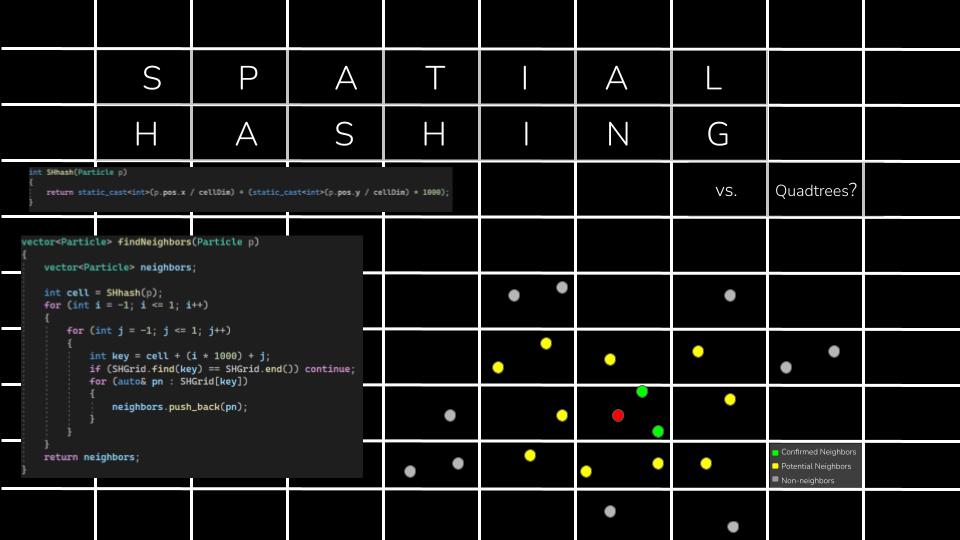 SPATIAL
HASHING
int SHhash(Particle p)
{
    return static_cast<int>(p.pos.x / cellDim) + (static_cast<int>(p.pos.y / cellDim) * 1000);
}
vs. Quadtrees?
vector<Particle> findNeighbors(Particle p)
{
    vector<Particle> neighbors;

    int cell = SHhash(p);
    for (int i = -1; i <= 1; i++)
    {
        for (int j = -1; j <= 1; j++)
        {
            int key = cell + (i * 1000) + j;
            if (SHGrid.find(key) == SHGrid.end()) continue;
            for (auto& pn : SHGrid[key])
            {
                neighbors.push_back(pn);
            }
        }
    }
    return neighbors;
}
Confirmed Neighbors
Potential Neighbors
Non-neighbors